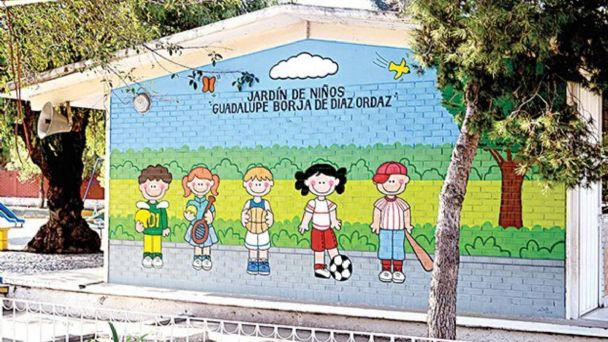 JARDÍN DE NIÑOS
"GUADALUPE BORJA DE DIAZ ORDAZ"